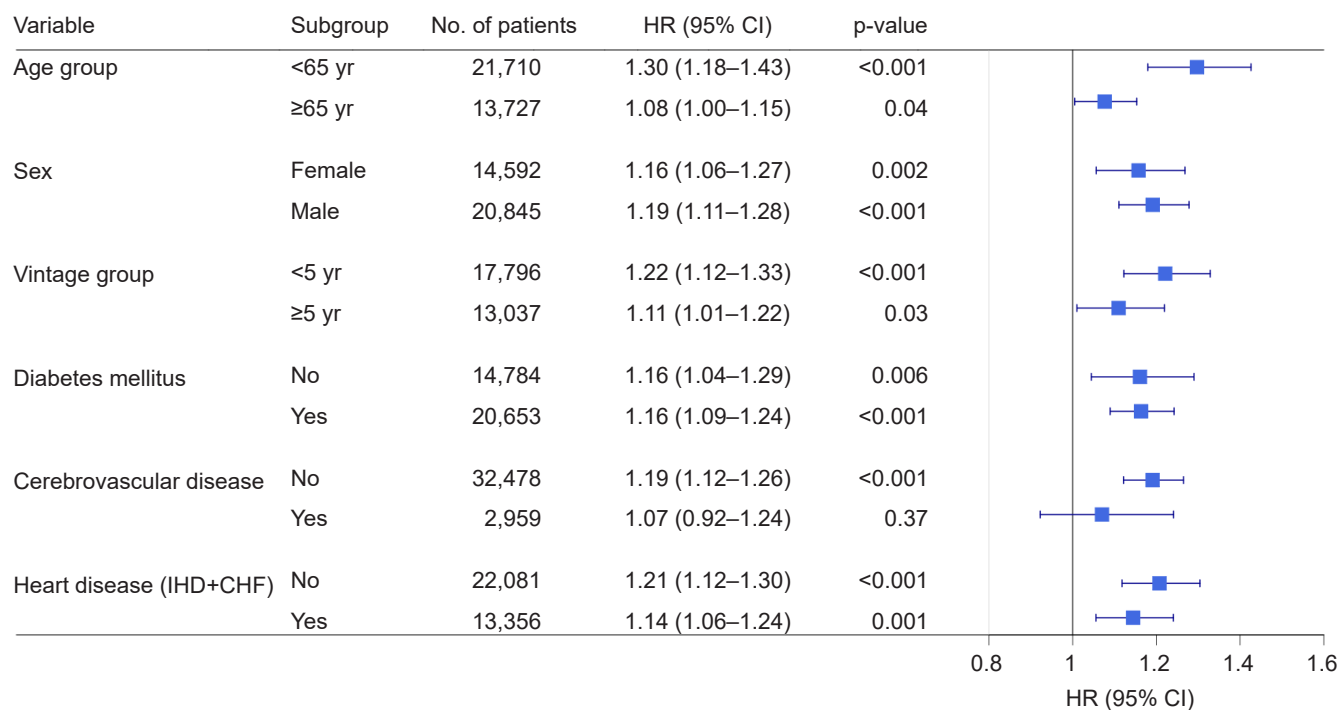 Variable Subgroup No. of patients HR (95% CI) p-value
Age group <65 yr 21,710 1.30 (1.18–1.43) <0.001
≥65 yr 13,727 1.08 (1.00–1.15) 0.04
Sex Female 14,592 1.16 (1.06–1.27) 0.002
Male 20,845 1.19 (1.11–1.28) <0.001
Vintage group <5 yr 17,796 1.22 (1.12–1.33) <0.001
≥5 yr 13,037 1.11 (1.01–1.22) 0.03
Diabetes mellitus No 14,784 1.16 (1.04–1.29) 0.006
Yes 20,653 1.16 (1.09–1.24) <0.001
Cerebrovascular disease No 32,478 1.19 (1.12–1.26) <0.001
Yes 2,959 1.07 (0.92–1.24) 0.37
Heart disease (IHD+CHF) No 22,081 1.21 (1.12–1.30) <0.001
Yes 13,356 1.14 (1.06–1.24) 0.001
0.8 1 1.2 1.4 1.6
HR (95% CI)